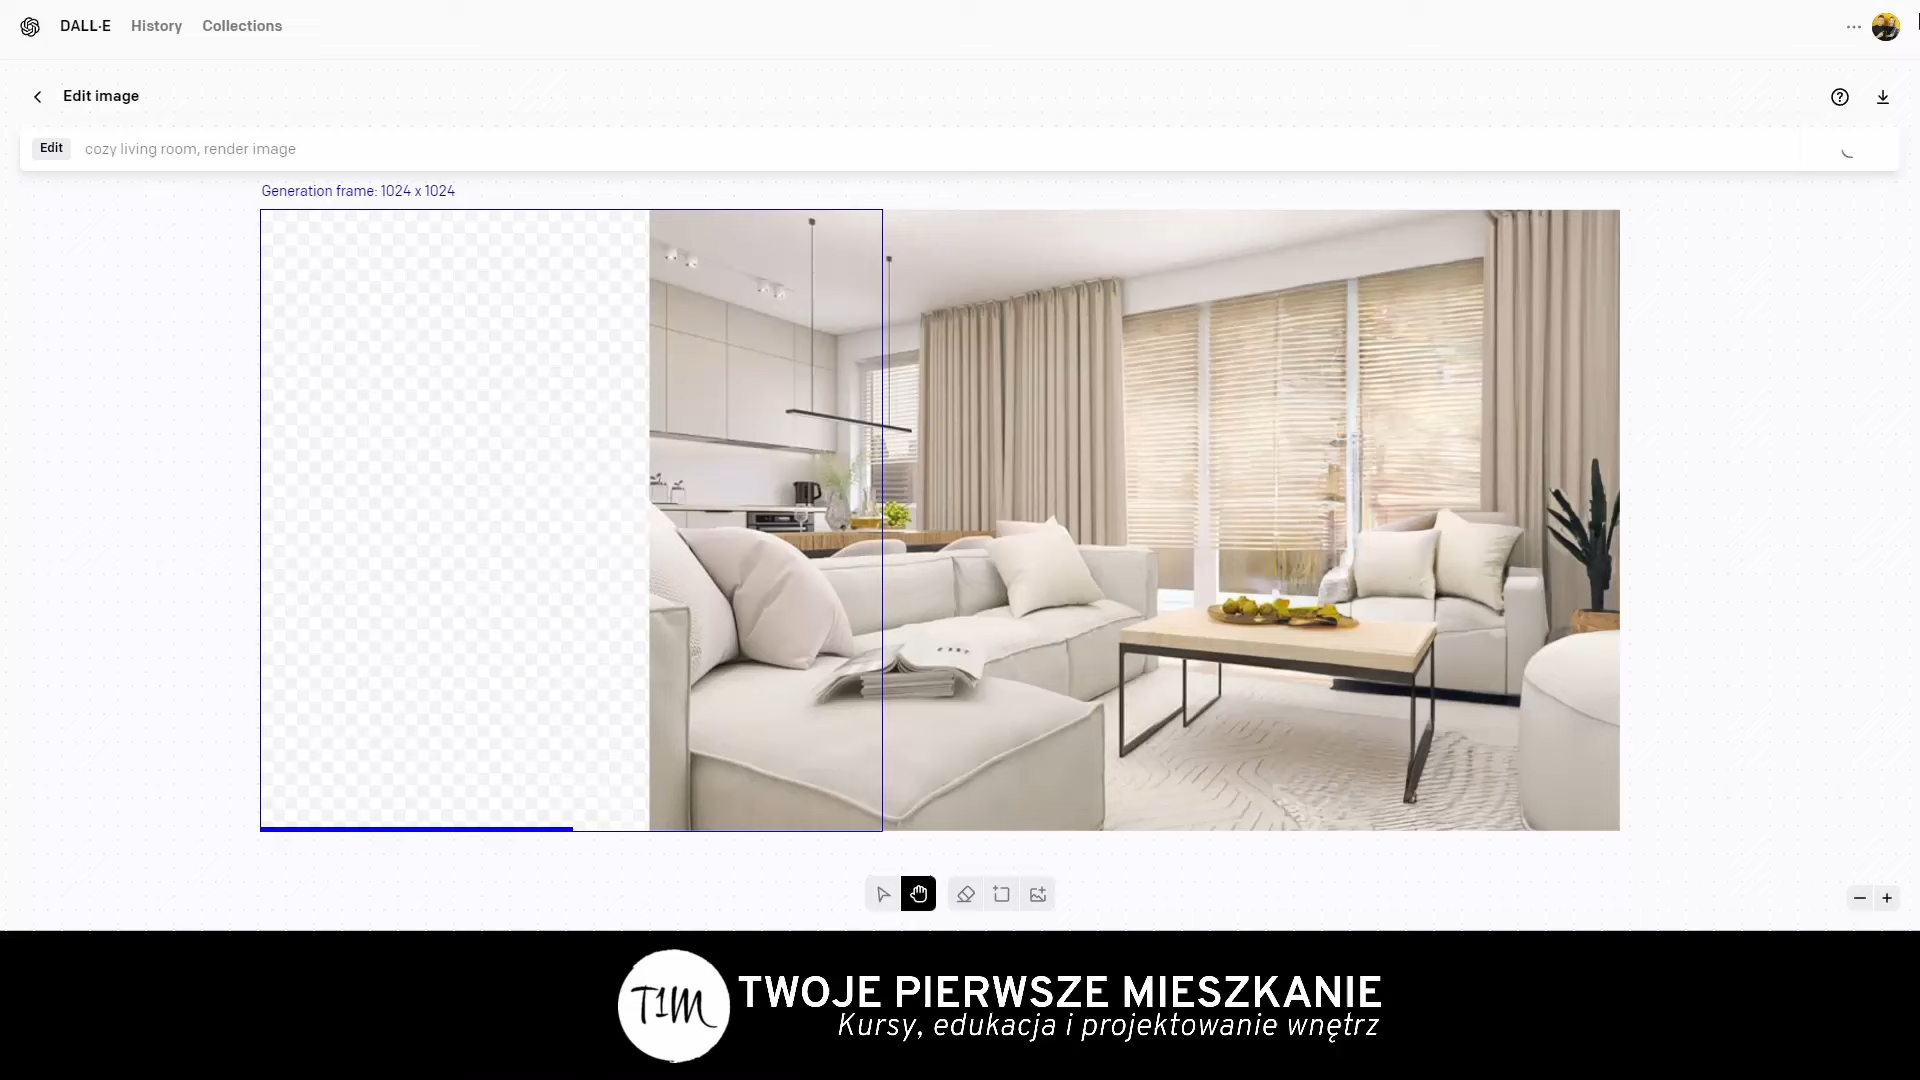 DALL·E History Collections
Edit image
Edit cozy living room, render image
Generation frame: 1024 x 1024
T1M
TWOJE PIERWSZE MIESZKANIE
Kursy, edukacja i projektowanie wnętrz